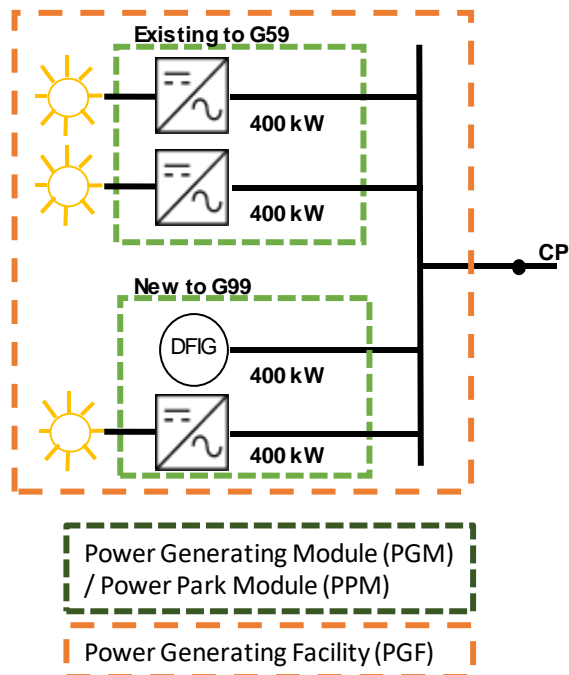 Existing to G59
400 kW
400 kW
CP
New to G99
DFIG
400 kW
400 kW
Power Generating Module (PGM)
/ Power Park Module (PPM)
Power Generating Facility (PGF)